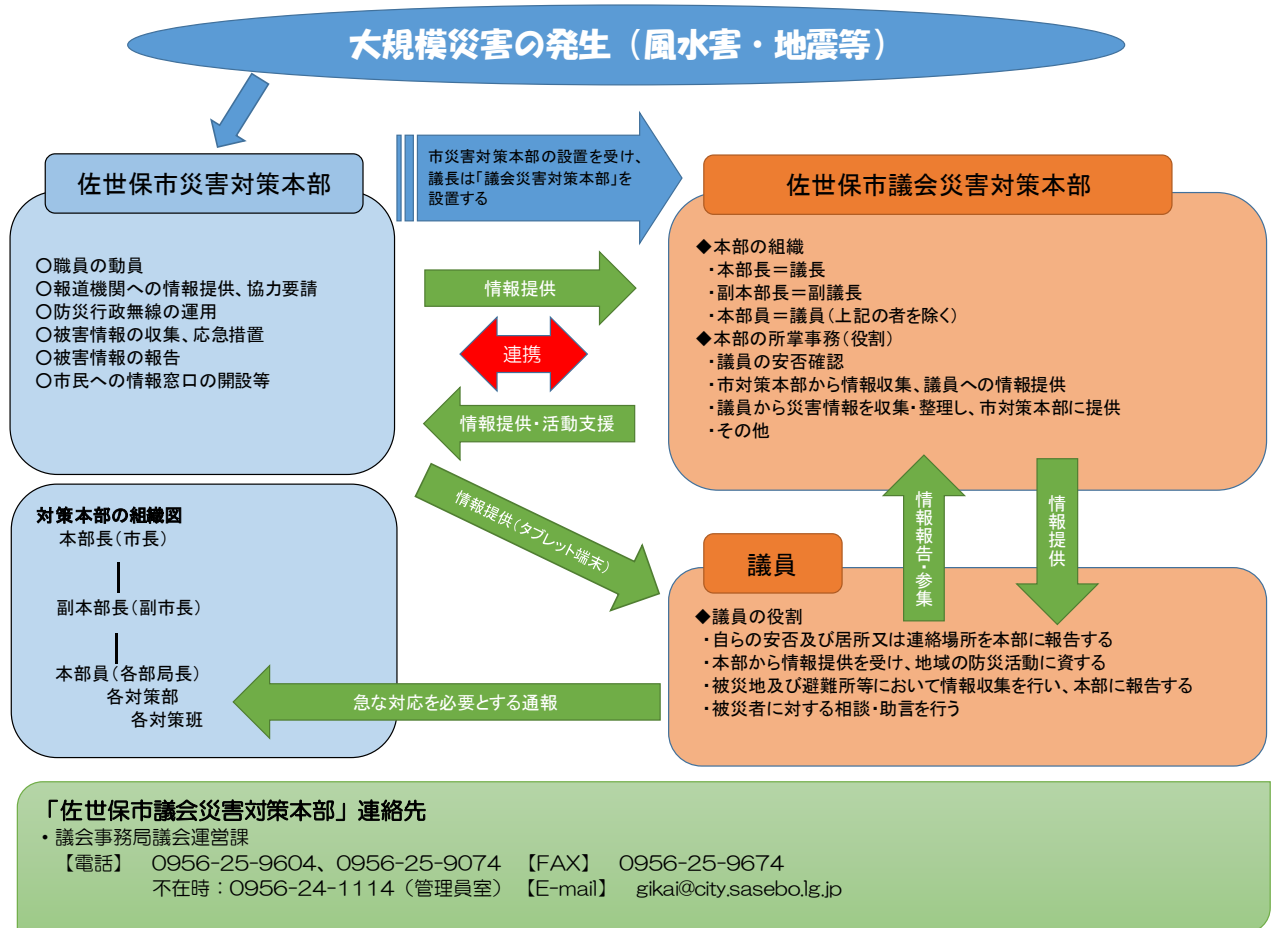 大規模災害の発生（風水害・地震等）
市災害対策本部の設置を受け、
議長は「議会災害対策本部」を
設置する
佐世保市災害対策本部
〇職員の動員
〇報道機関への情報提供、協力要請
〇防災行政無線の運用
〇被害情報の収集、応急措置
〇被害情報の報告
〇市民への情報窓口の開設等
佐世保市議会災害対策本部
◆本部の組織
・本部長＝議長
・副本部長＝副議長
・本部員＝議員（上記の者を除く）
◆本部の所掌事務（役割）
・議員の安否確認
・市対策本部から情報収集、議員への情報提供
・議員から災害情報を収集・整理し、市対策本部に提供
・その他
情報提供
連携
情報提供・活動支援
情報提供（タブレット端末）
情報報告・参集
情報提供
対策本部の組織図
本部長（市長）
副本部長（副市長）
本部員（各部局長）
各対策部
各対策班
議員
◆議員の役割
・自らの安否及び居所又は連絡場所を本部に報告する
・本部から情報提供を受け、地域の防災活動に資する
・被災地及び避難所等において情報収集を行い、本部に報告する
・被災者に対する相談・助言を行う
急な対応を必要とする通報
「佐世保市議会災害対策本部」連絡先
・議会事務局議会運営課
【電話】　0956-25-9604、0956-25-9074　【FAX】　0956-25-9674
不在時：0956-24-1114（管理員室）　【E-mail】　gikai@city.sasebo.lg.jp